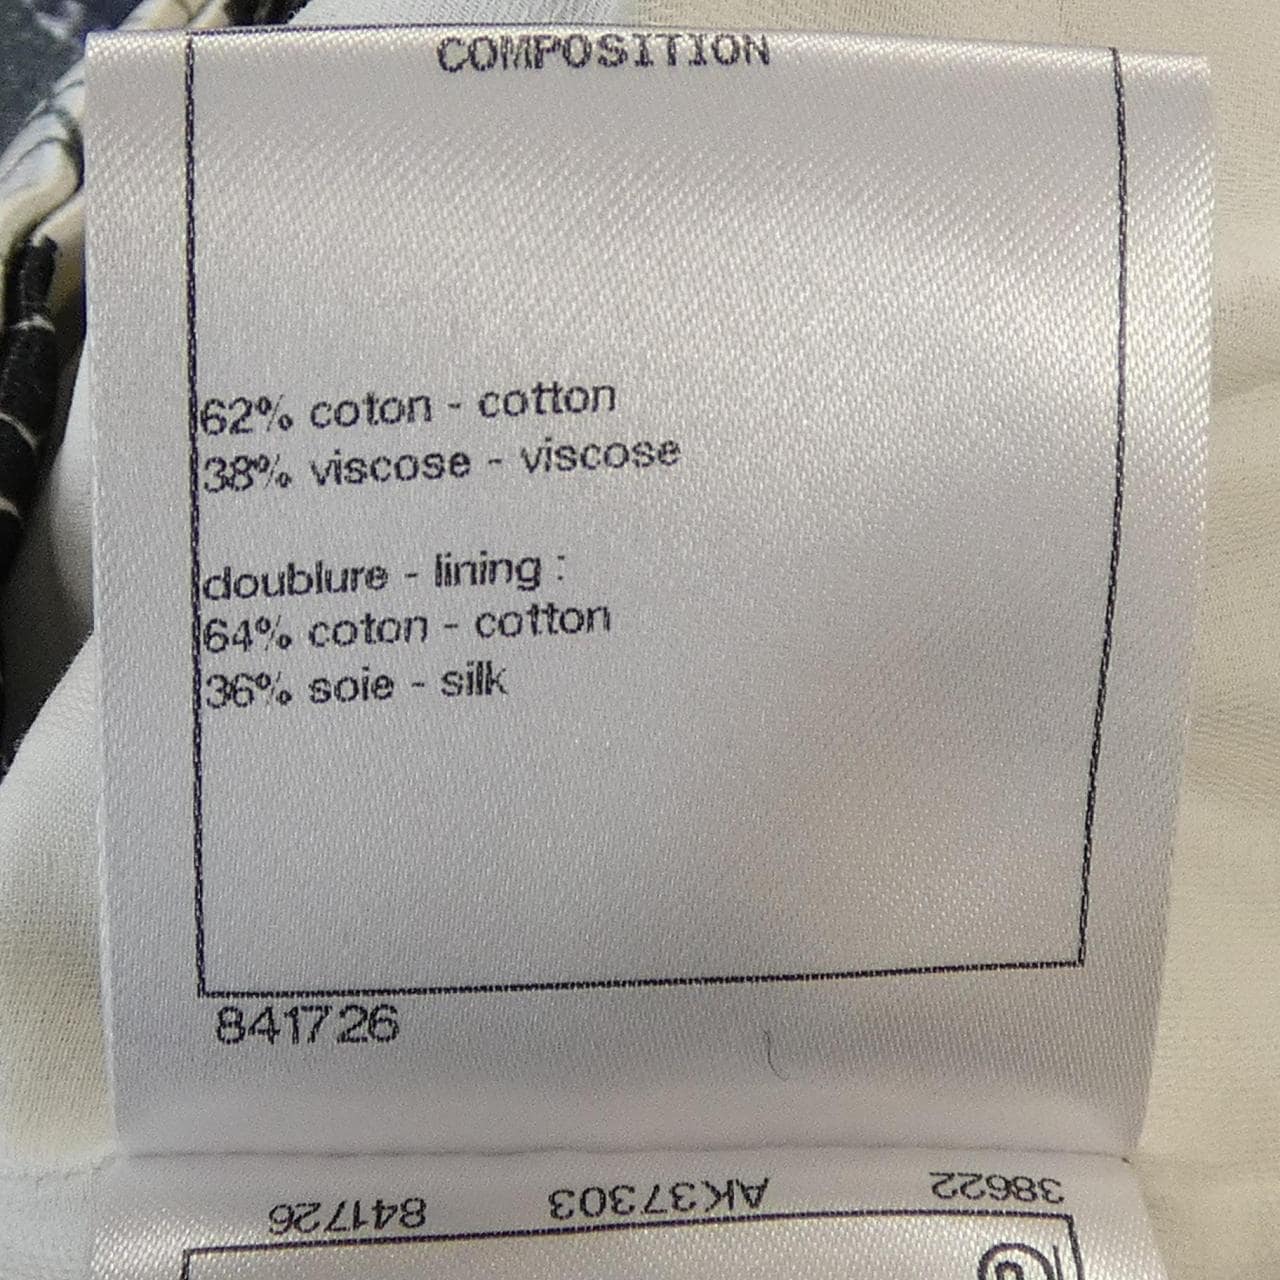 COMPOSITION
62% coton - cotton
38% viscose - viscose
doublure - lining :
64% coton - cotton
36% soie - silk
841726
841726 AK37303 38622